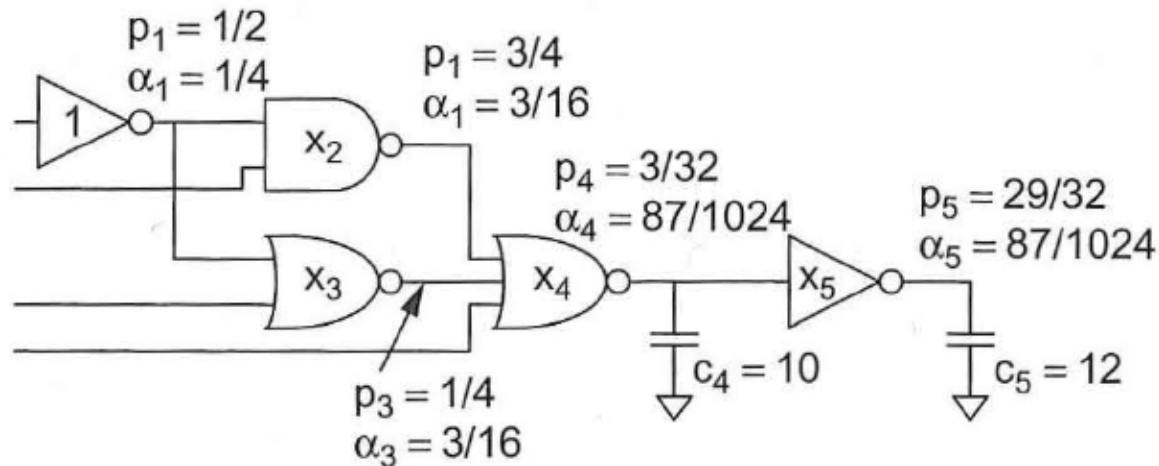 p₁ = 1/2
α₁ = 1/4
p₁ = 3/4
α₁ = 3/16
1
x₂
p₄ = 3/32
α₄ = 87/1024
p₅ = 29/32
α₅ = 87/1024
x₃
x₄
x₅
c₄ = 10
c₅ = 12
p₃ = 1/4
α₃ = 3/16